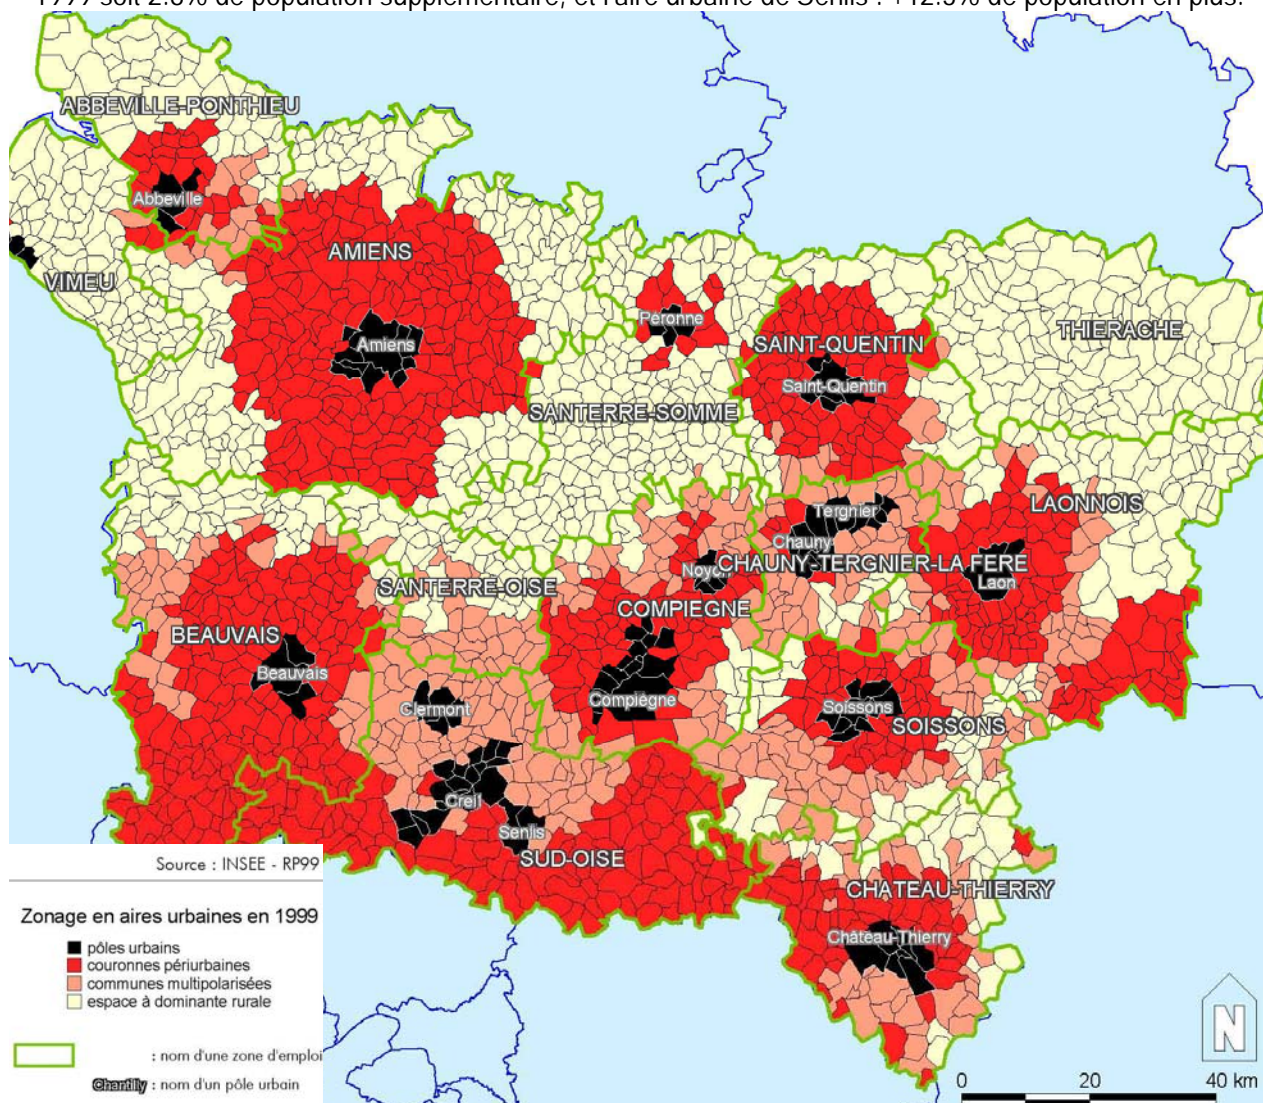 1999 soit 2.8% de population supplémentaire, et l'aire urbaine de Senlis : +12.5% de population en plus.
ABBEVILLE-PONTHIEU
Abbeville
AMIENS
VIMEU
Péronne
THIERACHE
Amiens
SAINT-QUENTIN
Saint-Quentin
SANTERRE-SOMME
LAONNOIS
Tergnier
Chauny
CHAUNY-TERGNIER-LA FERE
Noyon
Laon
SANTERRE-OISE
COMPIEGNE
BEAUVAIS
Beauvais
Compiègne
Clermont
Soissons
SOISSONS
Creil
Senlis
SUD-OISE
CHATEAU-THIERRY
Château-Thierry
Source : INSEE - RP99
Zonage en aires urbaines en 1999
pôles urbains
couronnes périurbaines
communes multipolarisées
espace à dominante rurale
: nom d'une zone d'emploi
Chantilly : nom d'un pôle urbain
N
0 20 40 km